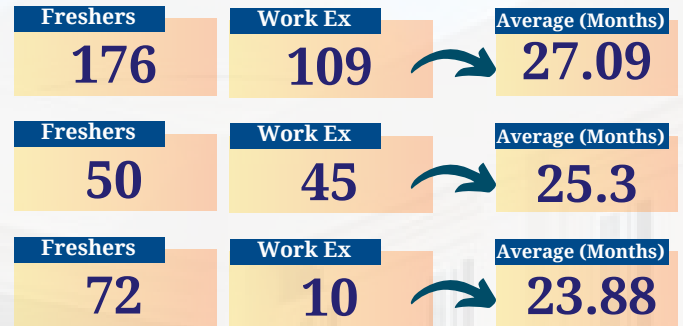 Freshers Work Ex Average (Months)
176 109 27.09
Freshers Work Ex Average (Months)
50 45 25.3
Freshers Work Ex Average (Months)
72 10 23.88